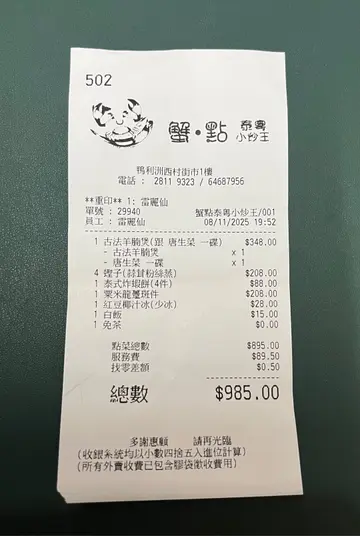 502
蟹·點 泰粵小炒王
鴨利洲西村街市1樓
電話 : 2811 9323 / 64687956
**重印** 1: 雷麗仙
單號 : 29940 蟹點泰粵小炒王/001
員工 : 雷麗仙 08/11/2025 19:52
1 古法羊腩煲(跟 唐生菜 一碟) $348.00
- 古法羊腩煲 x 1
- 唐生菜 一碟 x 1
4 蟶子(蒜茸粉絲蒸) $208.00
1 泰式炸蝦餅(4件) $88.00
1 粟米龍躉斑件 $208.00
1 紅豆椰汁冰(少冰) $28.00
1 白飯 $15.00
1 免茶 $0.00
點菜總數 $895.00
服務費 $89.50
找零差額 $0.50
總數 $985.00
多謝惠顧 請再光臨
(收銀系統均以小數四捨五入進位計算)
(所有外賣收費已包含膠袋徵收費用)